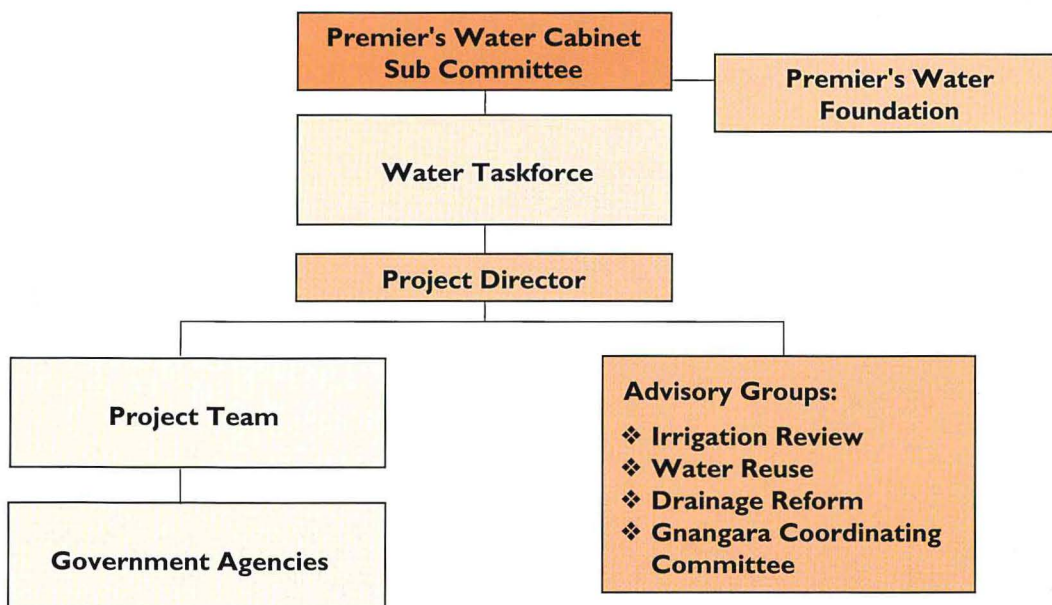 Premier's Water Cabinet
Sub Committee
Premier's Water
Foundation
Water Taskforce
Project Director
Project Team
Government Agencies
Advisory Groups:
❖ Irrigation Review
❖ Water Reuse
❖ Drainage Reform
❖ Gnangara Coordinating
Committee